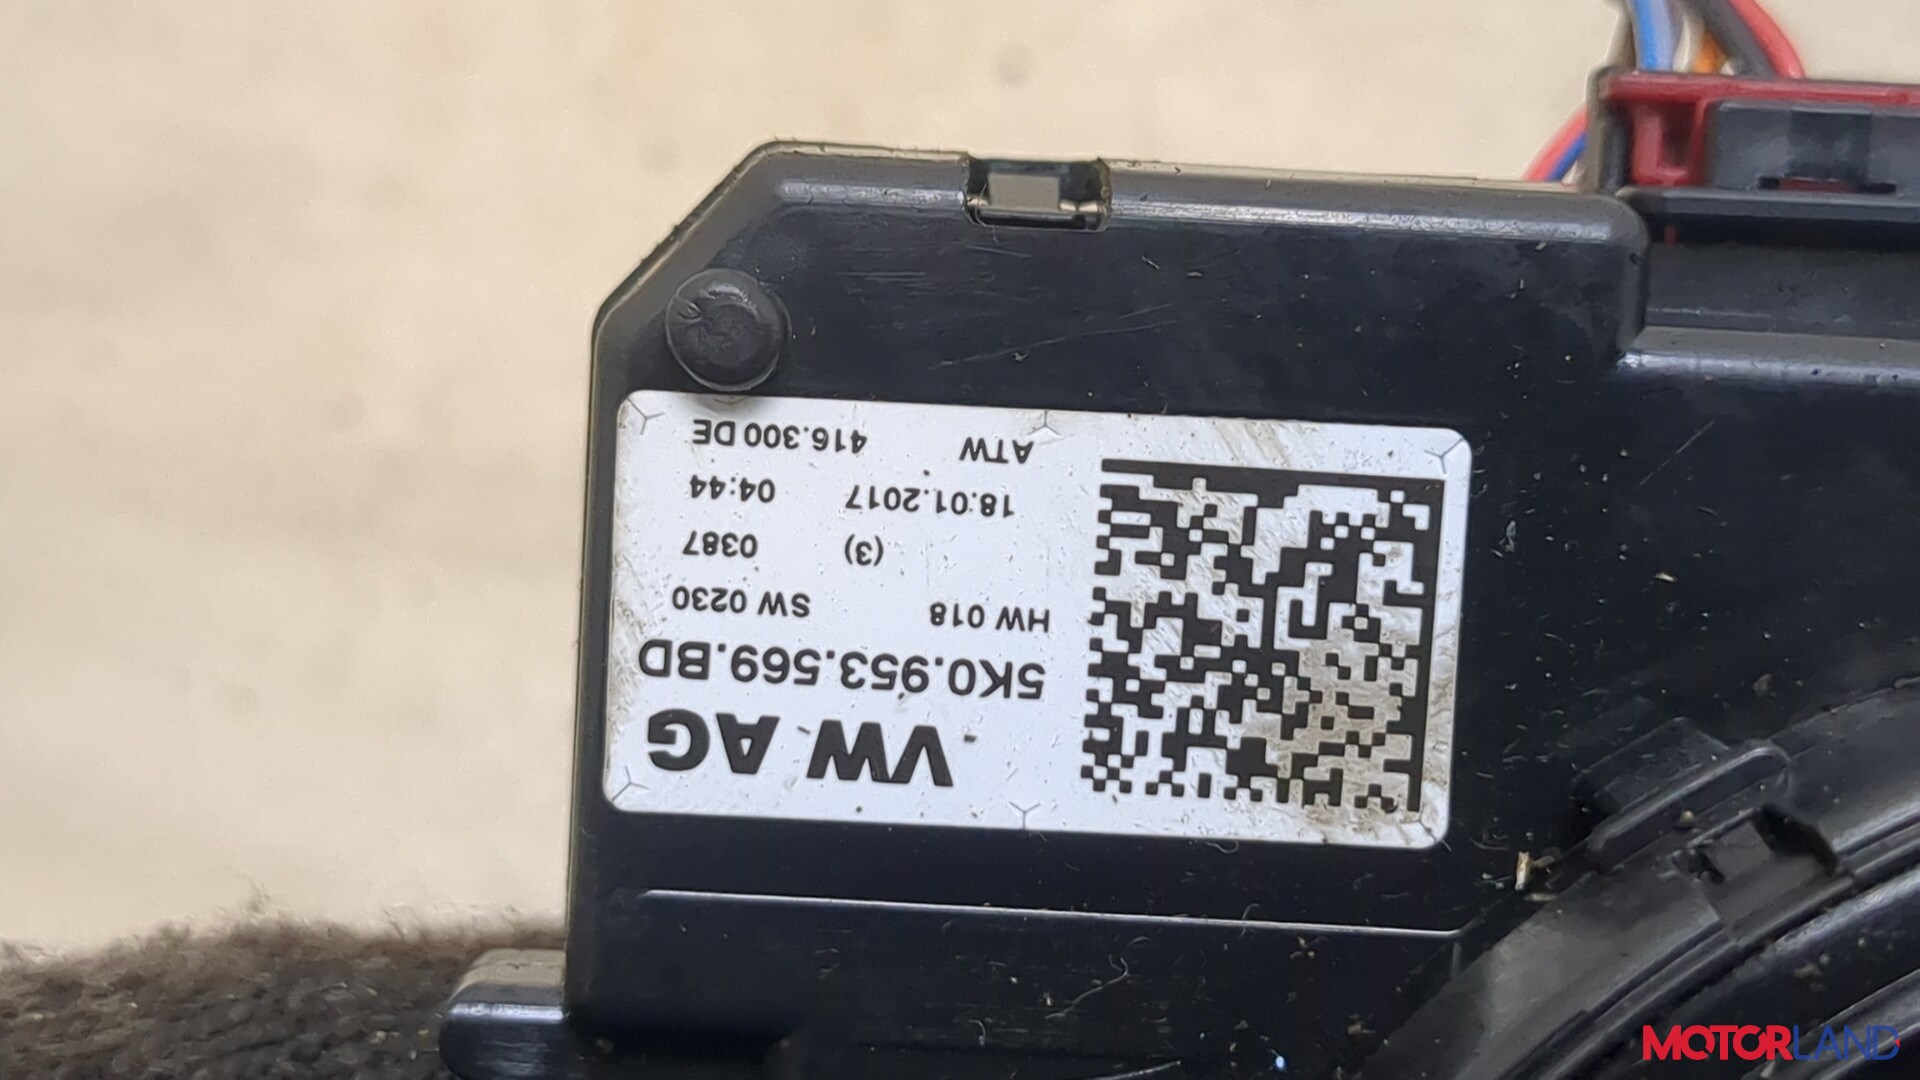 VW AG
5K0.953.569.BD
HW 018 SW 0230
(3) 0387
18.01.2017 04:44
ATW 416.300 DE
MOTORLAND